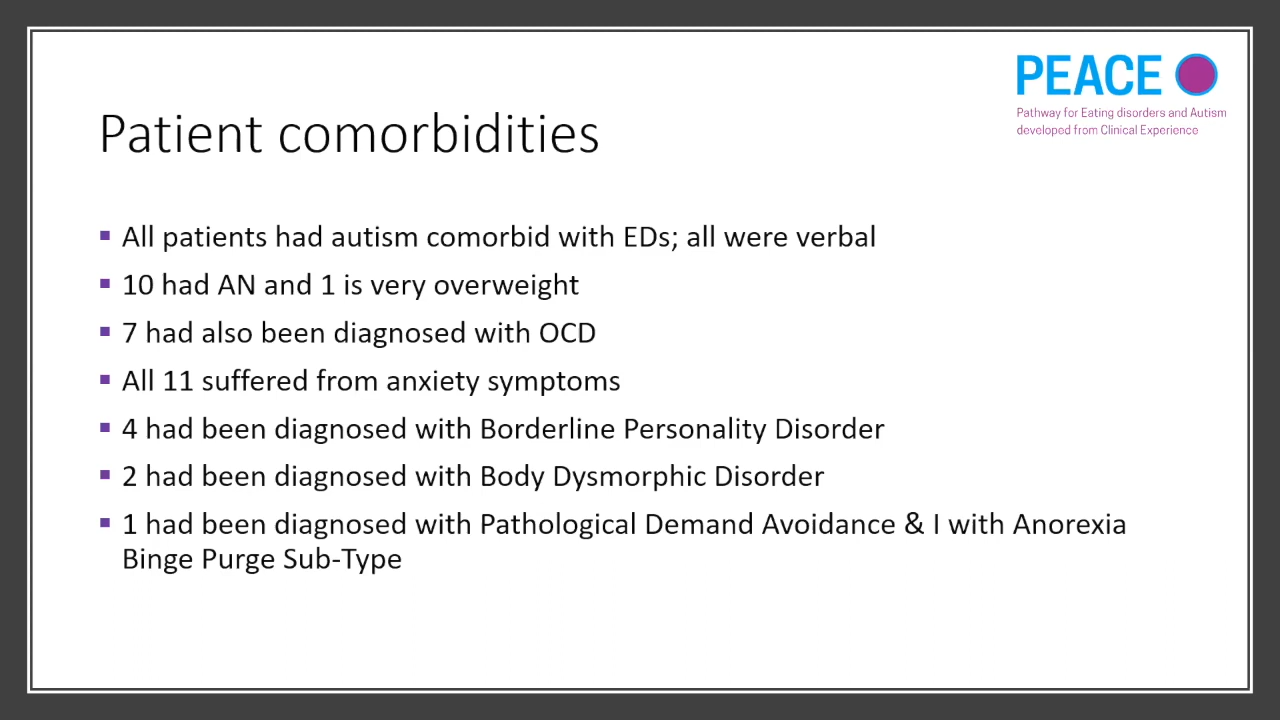 PEACE
Pathway for Eating disorders and Autism
developed from Clinical Experience
Patient comorbidities
▪ All patients had autism comorbid with EDs; all were verbal
▪ 10 had AN and 1 is very overweight
▪ 7 had also been diagnosed with OCD
▪ All 11 suffered from anxiety symptoms
▪ 4 had been diagnosed with Borderline Personality Disorder
▪ 2 had been diagnosed with Body Dysmorphic Disorder
▪ 1 had been diagnosed with Pathological Demand Avoidance & I with Anorexia
Binge Purge Sub-Type